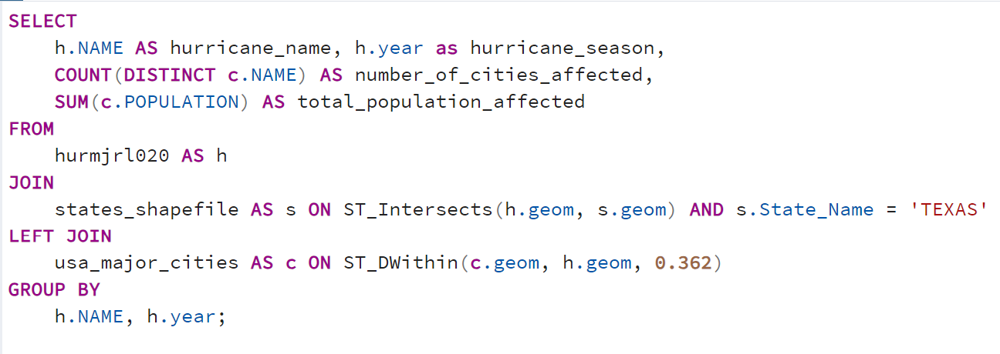 SELECT
h.NAME AS hurricane_name, h.year as hurricane_season,
COUNT(DISTINCT c.NAME) AS number_of_cities_affected,
SUM(c.POPULATION) AS total_population_affected
FROM
hurmjrl020 AS h
JOIN
states_shapefile AS s ON ST_Intersects(h.geom, s.geom) AND s.State_Name = 'TEXAS'
LEFT JOIN
usa_major_cities AS c ON ST_DWithin(c.geom, h.geom, 0.362)
GROUP BY
h.NAME, h.year;